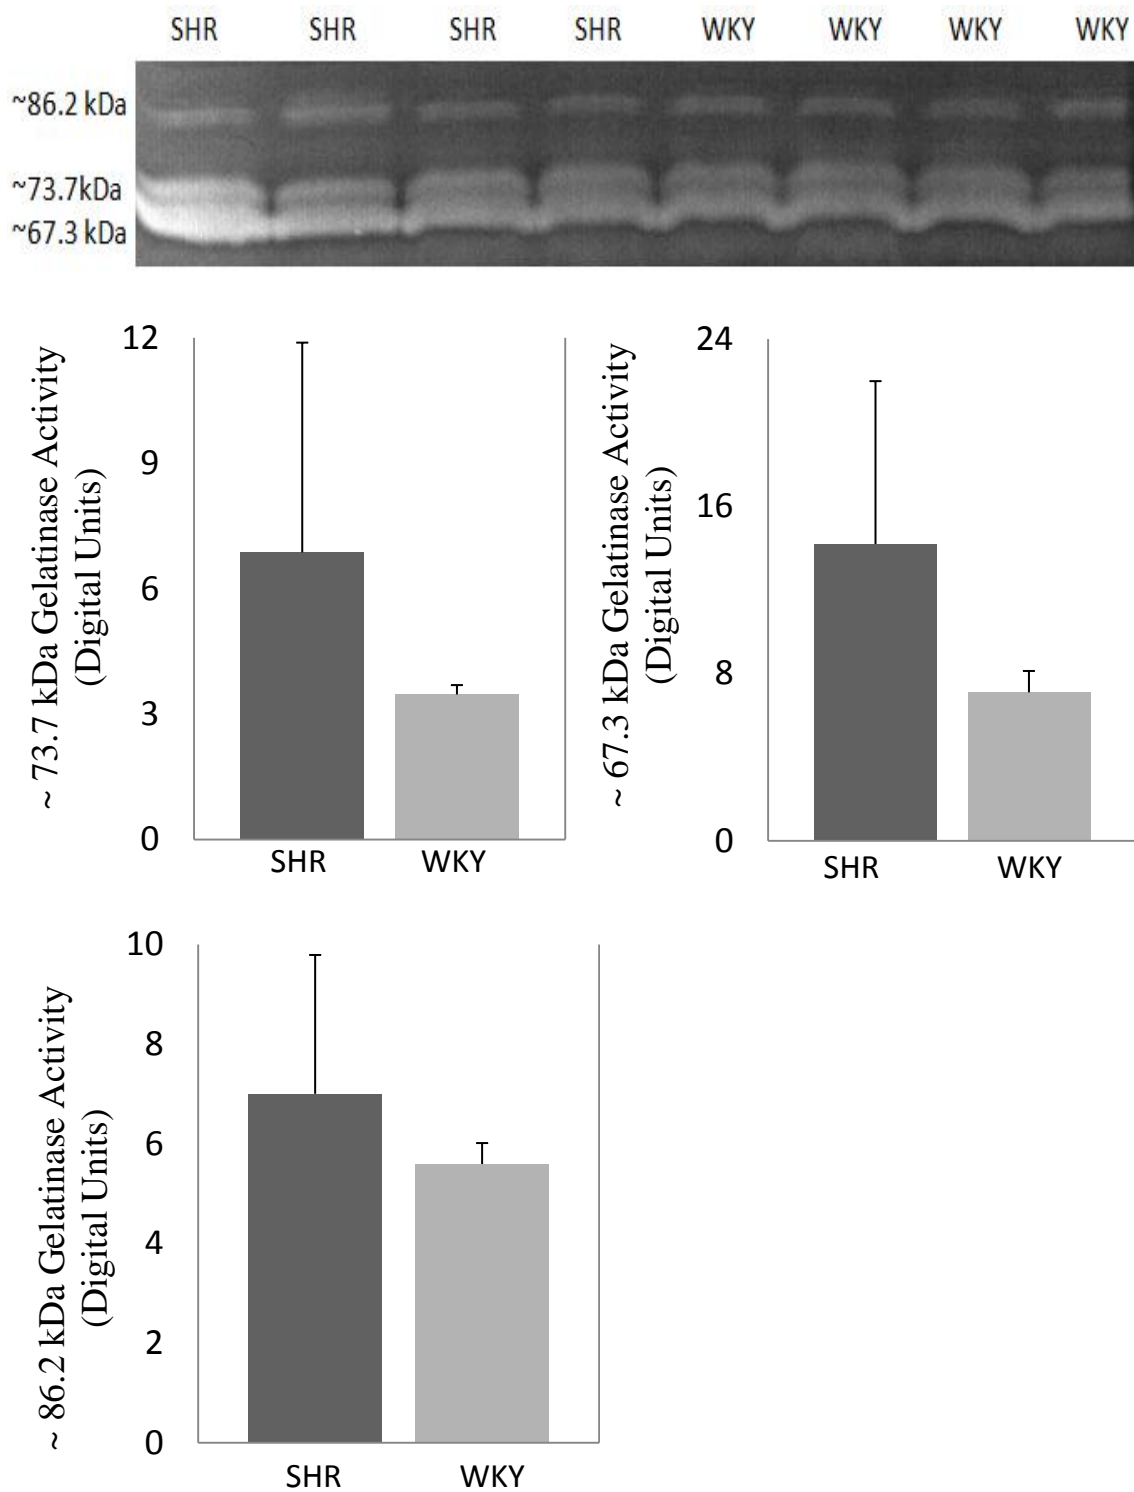 SHR SHR SHR SHR WKY WKY WKY WKY
~86.2 kDa
~73.7kDa
~67.3 kDa
~ 73.7 kDa Gelatinase Activity
(Digital Units)
12
9
6
3
0
SHR WKY
~ 67.3 kDa Gelatinase Activity
(Digital Units)
24
16
8
0
SHR WKY
~ 86.2 kDa Gelatinase Activity
(Digital Units)
10
8
6
4
2
0
SHR WKY